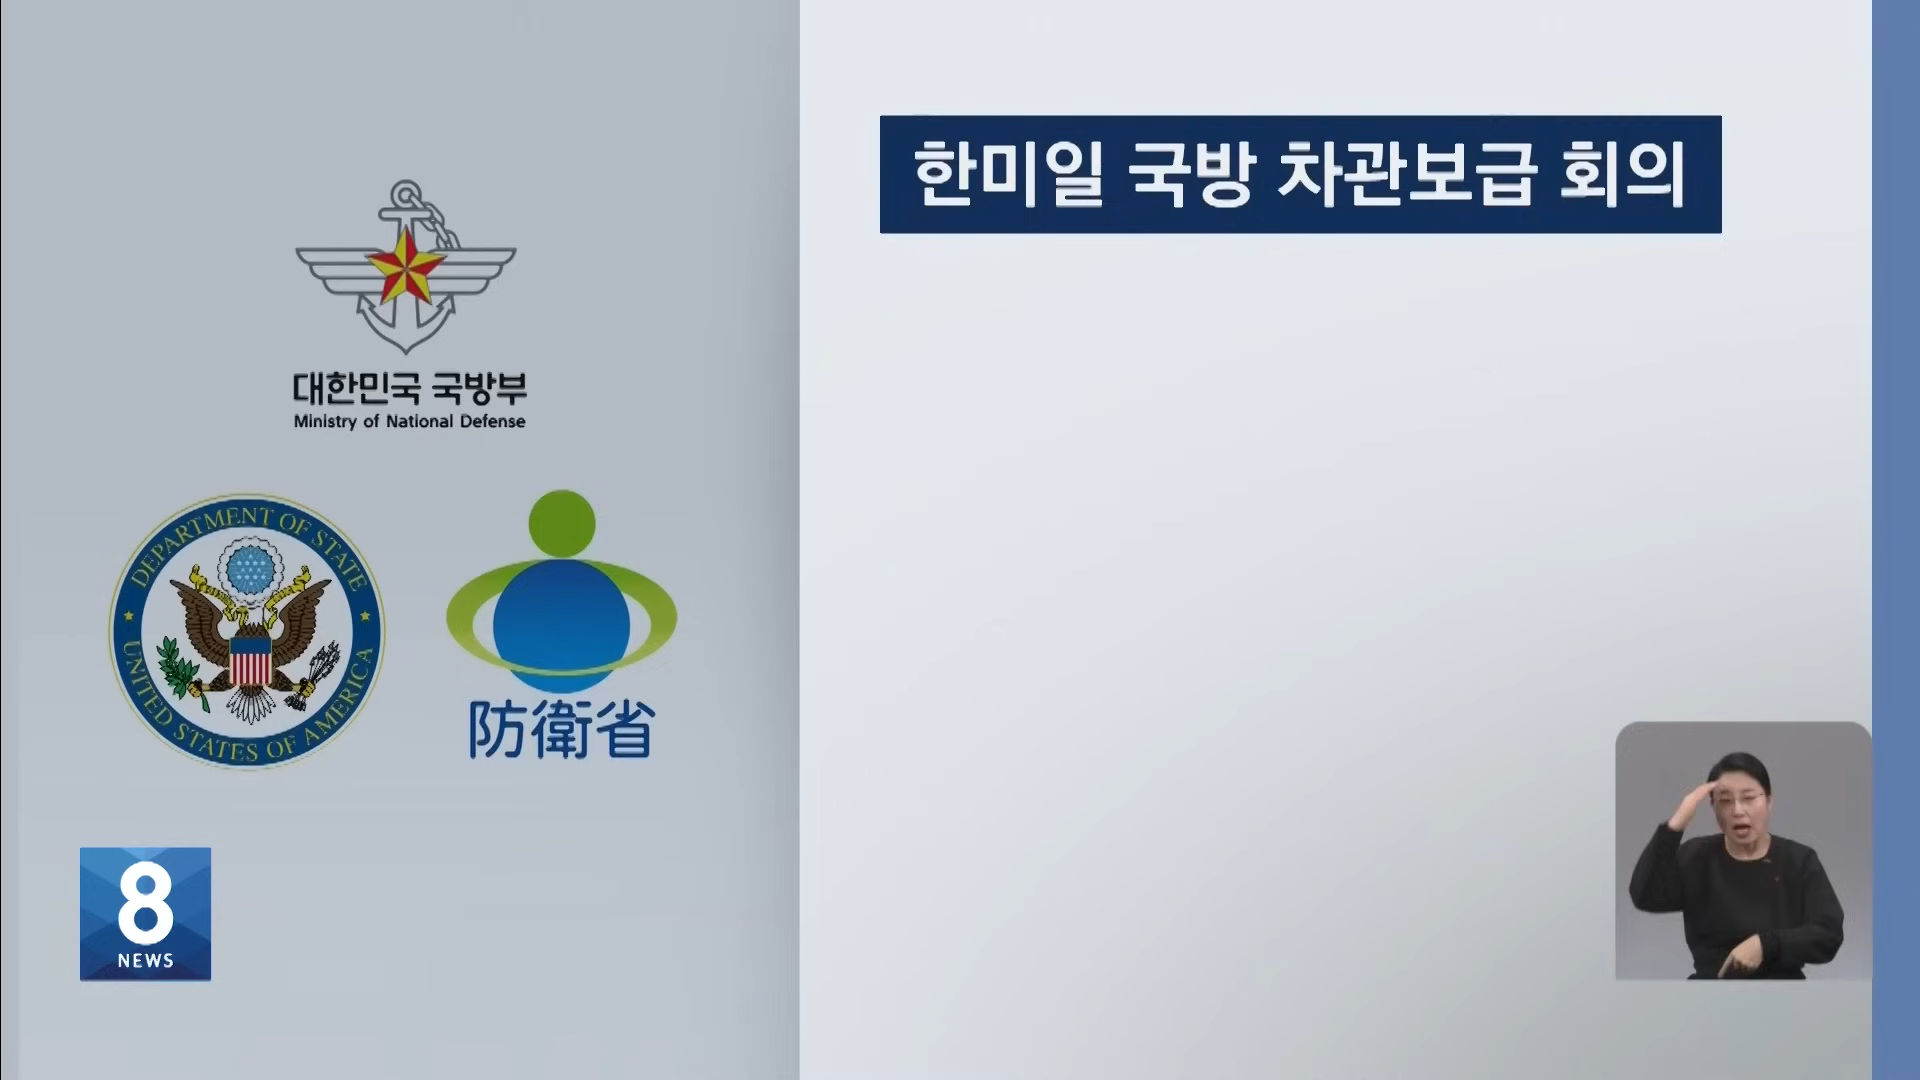 한미일 국방 차관보급 회의
대한민국 국방부
Ministry of National Defense
DEPARTMENT OF STATE
UNITED STATES OF AMERICA
防衛省
8
NEWS